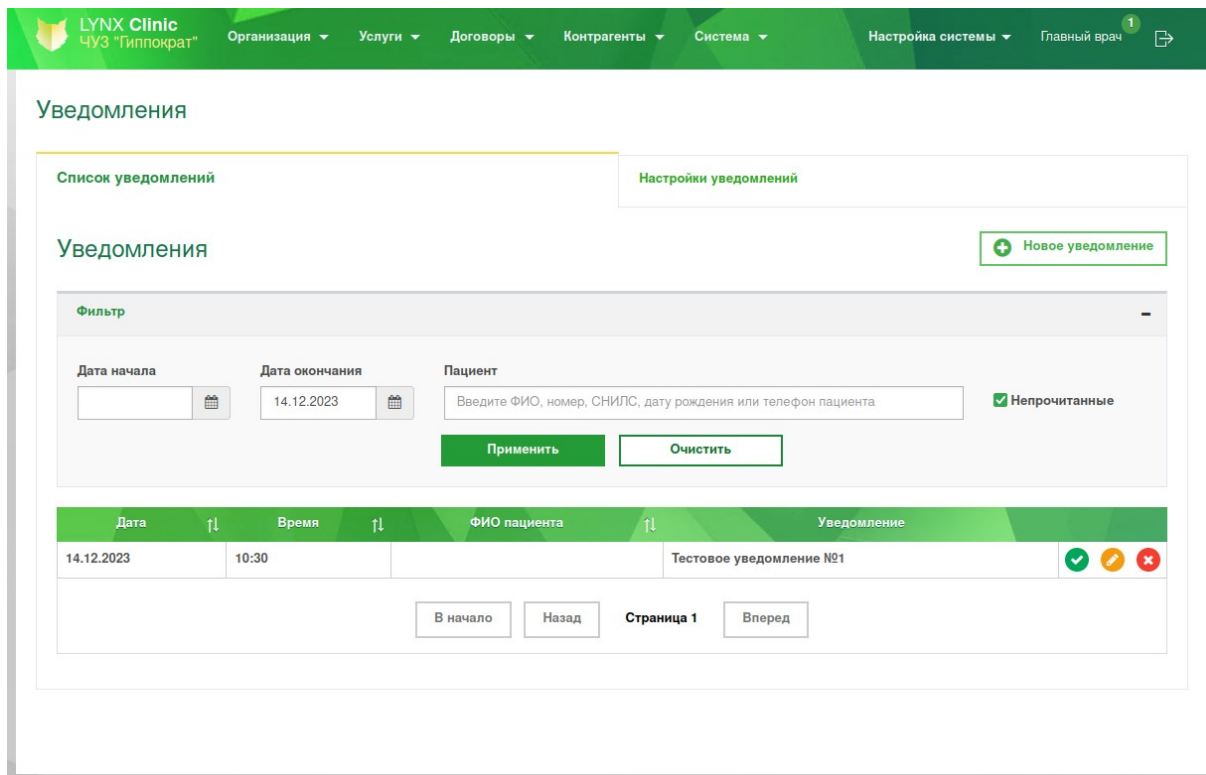 LYNX Clinic
ЧУЗ "Гиппократ"
Организация Услуги Договоры Контрагенты Система Настройка системы Главный врач 1
Уведомления
Список уведомлений Настройки уведомлений
Уведомления Новое уведомление
Фильтр
Дата начала Дата окончания Пациент
14.12.2023 Введите ФИО, номер, СНИЛС, дату рождения или телефон пациента Непрочитанные
Применить Очистить
Дата Время ФИО пациента Уведомление
14.12.2023 10:30 Тестовое уведомление №1
В начало Назад Страница 1 Вперед